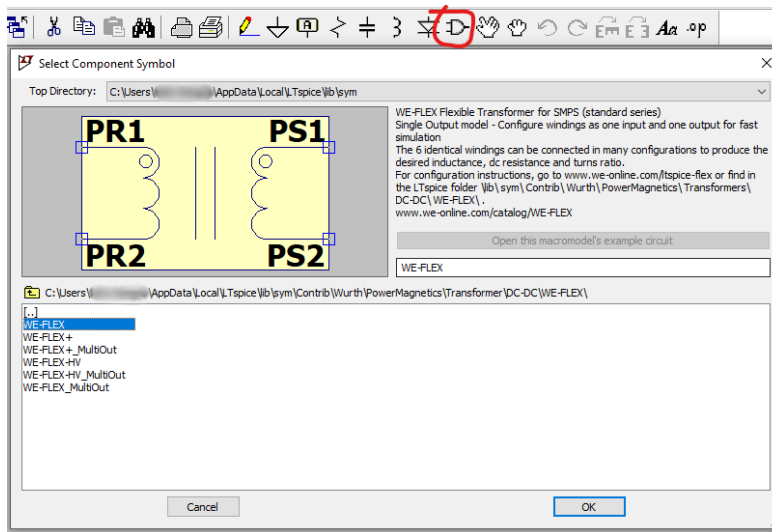 Aa .op
Select Component Symbol
Top Directory: C:\Users\ \AppData\Local\LTspice\lib\sym
PR1 PS1
PR2 PS2
WE-FLEX Flexible Transformer for SMPS (standard series)
Single Output model - Configure windings as one input and one output for fast
simulation
The 6 identical windings can be connected in many configurations to produce the
desired inductance, dc resistance and turns ratio.
For configuration instructions, go to www.we-online.com/ltspice-flex or find in
the LTspice folder \lib\sym\Contrib\Wurth\PowerMagnetics\Transformers\
DC-DC\WE-FLEX\.
www.we-online.com/catalog/WE-FLEX
Open this macromodel's example circuit
WE-FLEX
C:\Users\ \AppData\Local\LTspice\lib\sym\Contrib\Wurth\PowerMagnetics\Transformer\DC-DC\WE-FLEX\
[..]
WE-FLEX
WE-FLEX+
WE-FLEX+_MultiOut
WE-FLEX-HV
WE-FLEX-HV_MultiOut
WE-FLEX_MultiOut
Cancel OK